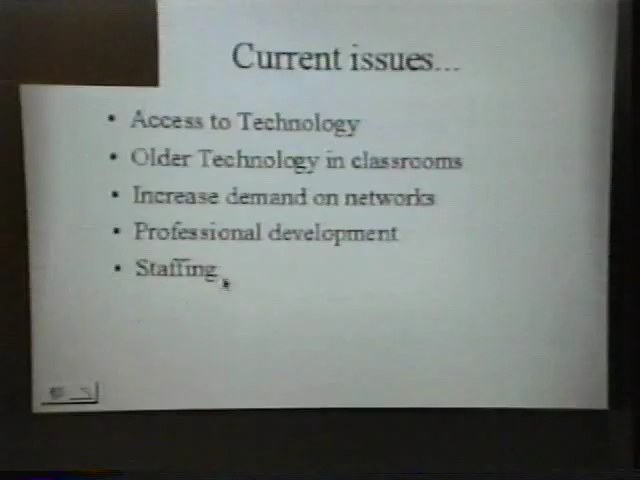 Current issues...
• Access to Technology
• Older Technology in classrooms
• Increase demand on networks
• Professional development
• Staffing